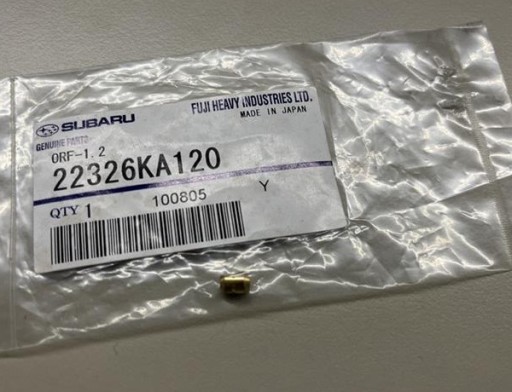 SUBARU
FUJI HEAVY INDUSTRIES LTD.
MADE IN JAPAN
GENUINE PARTS
ORF-1,2
22326KA120
QTY 1
100805
Y